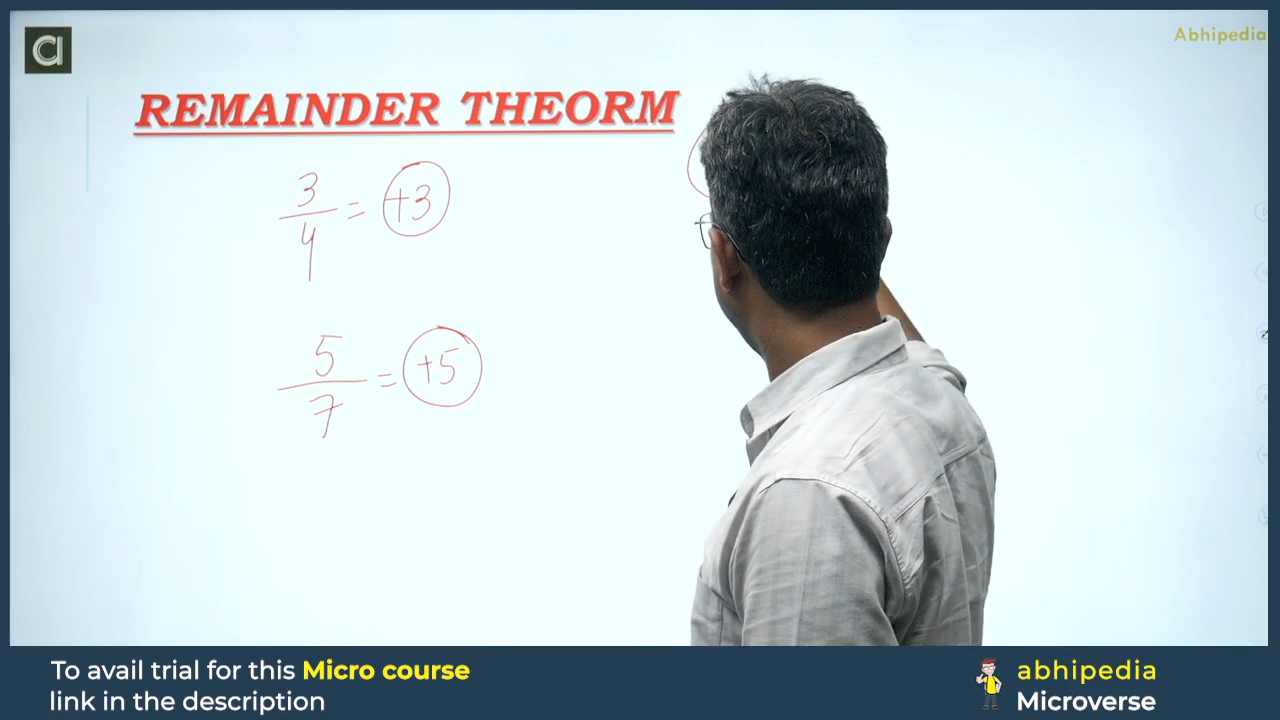 Abhipedia
REMAINDER THEORM
3/4 = +3
5/7 = +5
To avail trial for this Micro course
link in the description
abhipedia
Microverse